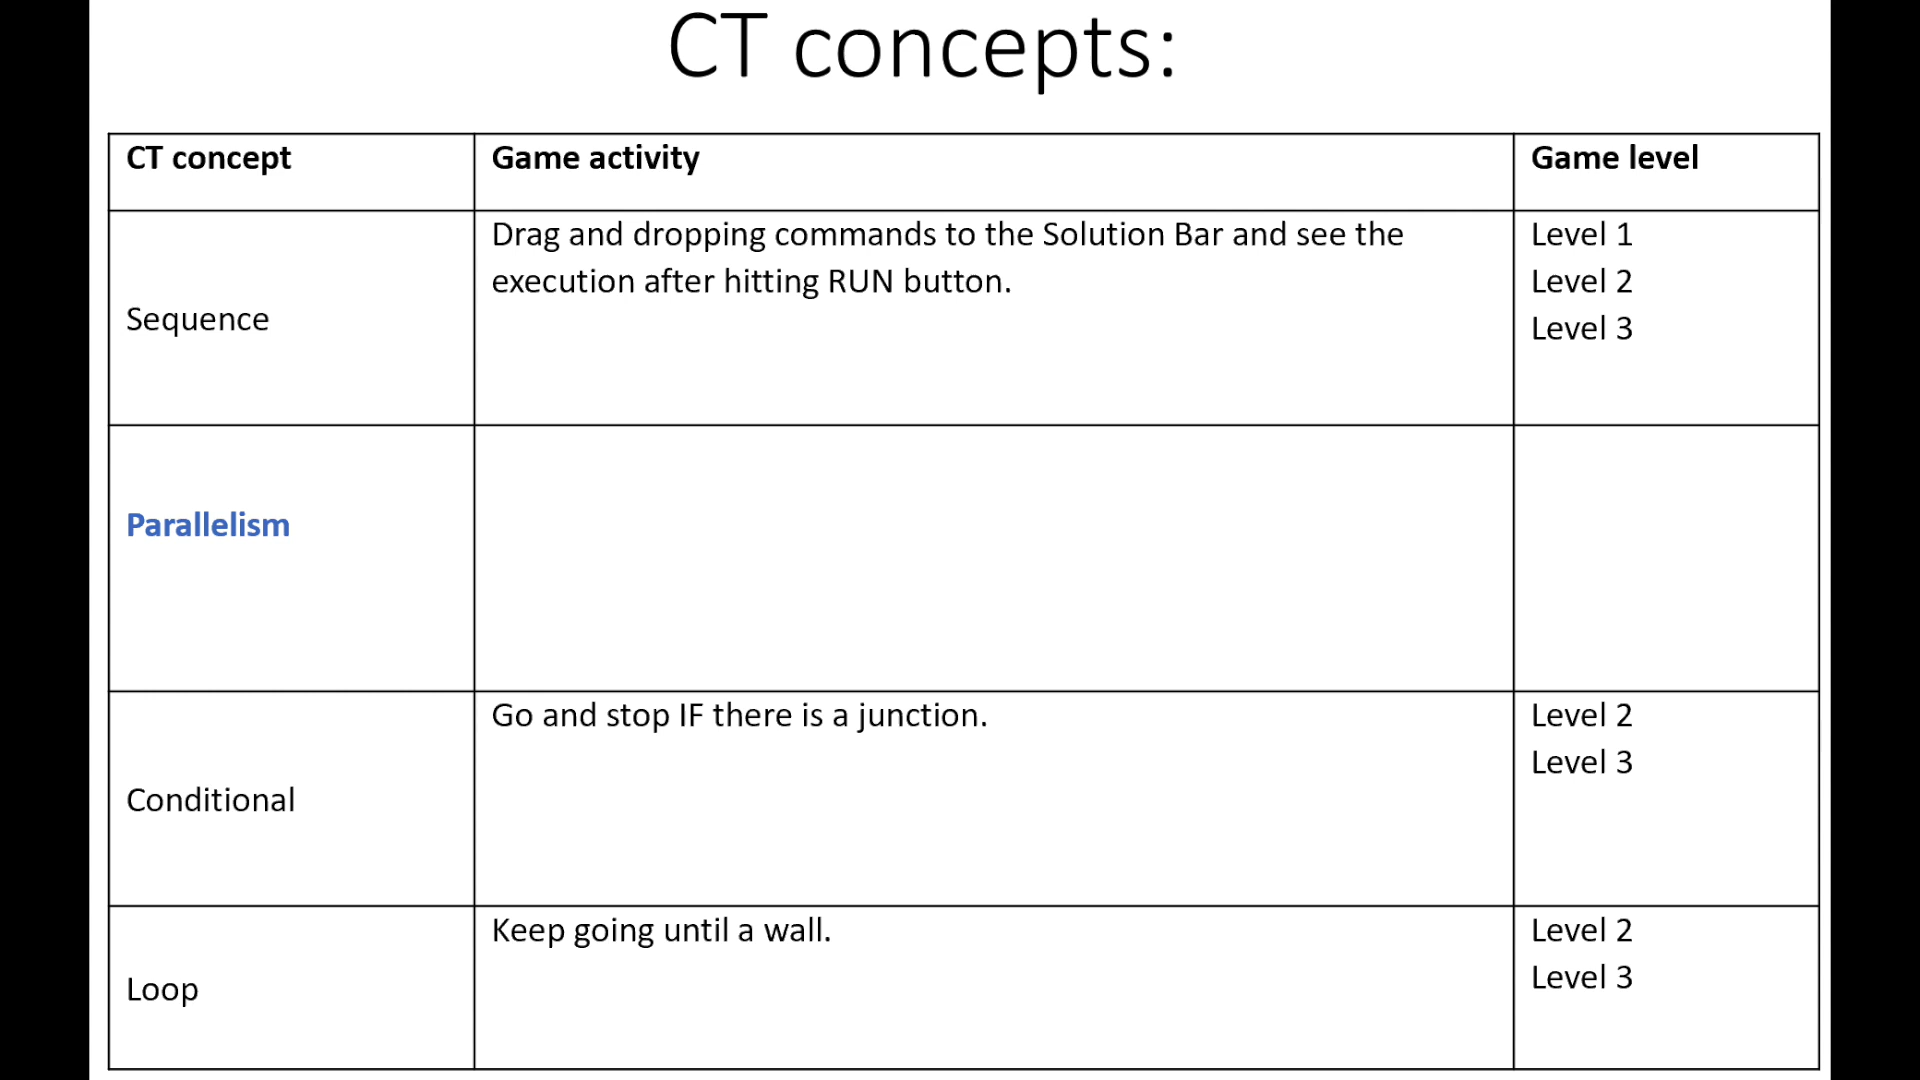 CT concepts:
CT concept
Game activity
Game level
Sequence
Drag and dropping commands to the Solution Bar and see the
execution after hitting RUN button.
Level 1
Level 2
Level 3
Parallelism
Conditional
Go and stop IF there is a junction.
Level 2
Level 3
Loop
Keep going until a wall.
Level 2
Level 3